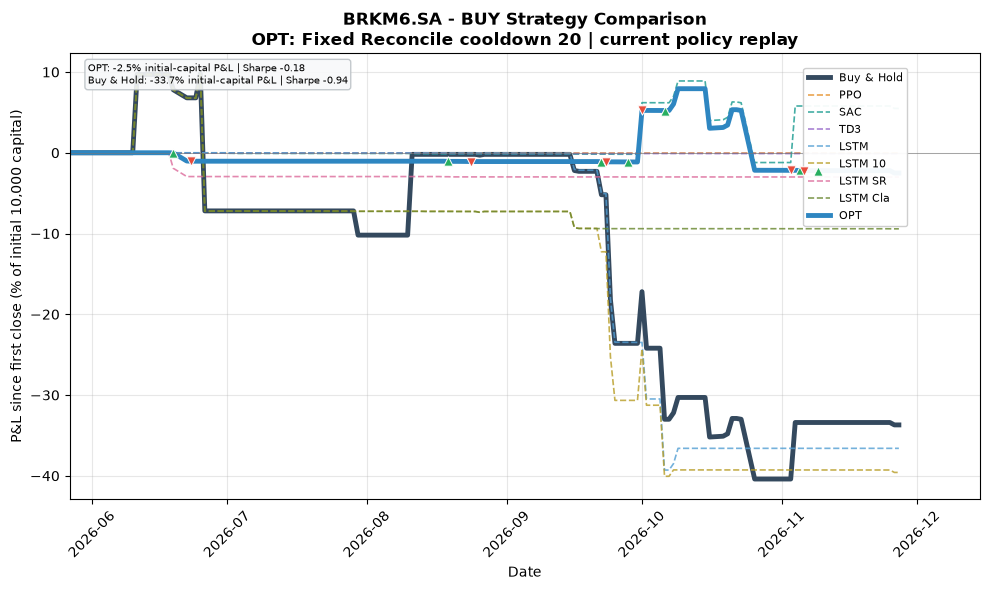 BRKM6.SA - BUY Strategy Comparison
OPT: Fixed Reconcile cooldown 20 | current policy replay
OPT: -2.5% initial-capital P&L | Sharpe -0.18
Buy & Hold: -33.7% initial-capital P&L | Sharpe -0.94
Buy & Hold
PPO
SAC
TD3
LSTM
LSTM 10
LSTM SR
LSTM Cla
OPT
P&L since first close (% of initial 10,000 capital)
10
0
−10
−20
−30
−40
2026-06
2026-07
2026-08
2026-09
2026-10
2026-11
2026-12
Date